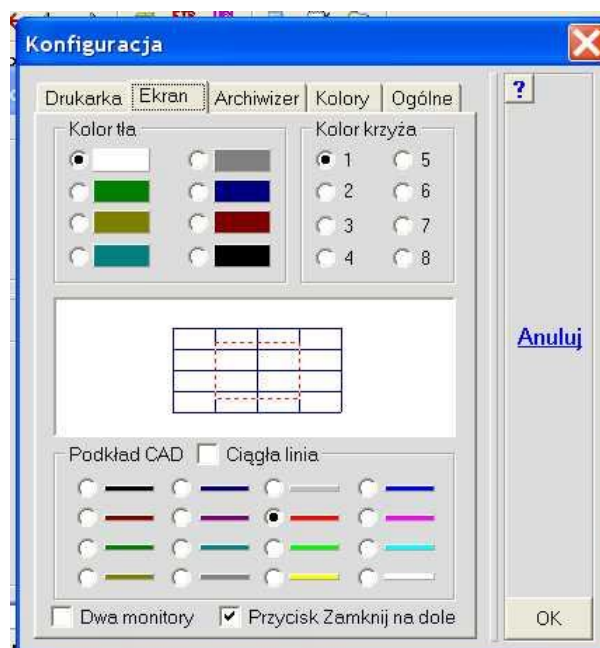 Konfiguracja
Drukarka Ekran Archiwizer Kolory Ogólne
?
Kolor tła
Kolor krzyża
1 5
2 6
3 7
4 8
Anuluj
Podkład CAD Ciągła linia
Dwa monitory Przycisk Zamknij na dole
OK